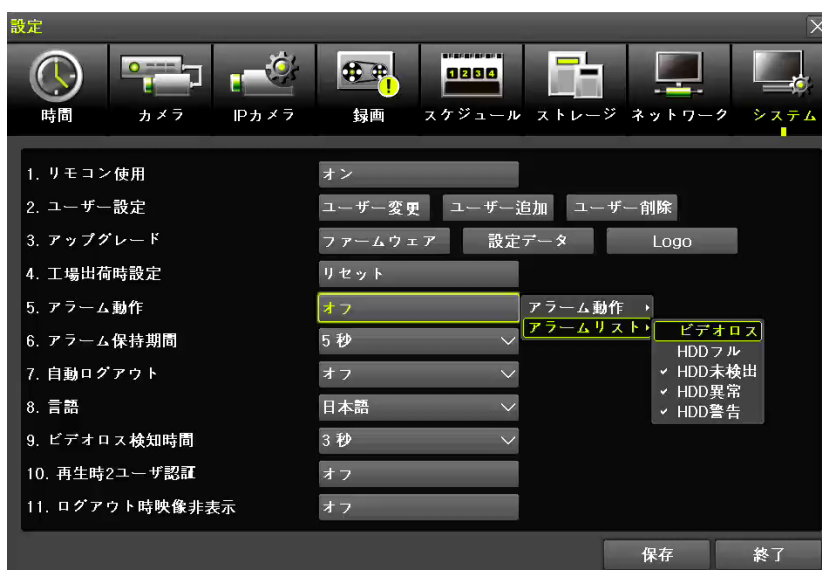 設定
時間 カメラ IPカメラ 録画 スケジュール ストレージ ネットワーク システム
1. リモコン使用 オン
2. ユーザー設定 ユーザー変更 ユーザー追加 ユーザー削除
3. アップグレード ファームウェア 設定データ Logo
4. 工場出荷時設定 リセット
5. アラーム動作 オフ アラーム動作
アラームリスト ビデオロス
6. アラーム保持期間 5 秒 HDDフル
7. 自動ログアウト オフ HDD未検出
HDD異常
8. 言語 日本語 HDD警告
9. ビデオロス検知時間 3 秒
10. 再生時2ユーザ認証 オフ
11. ログアウト時映像非表示 オフ
保存 終了